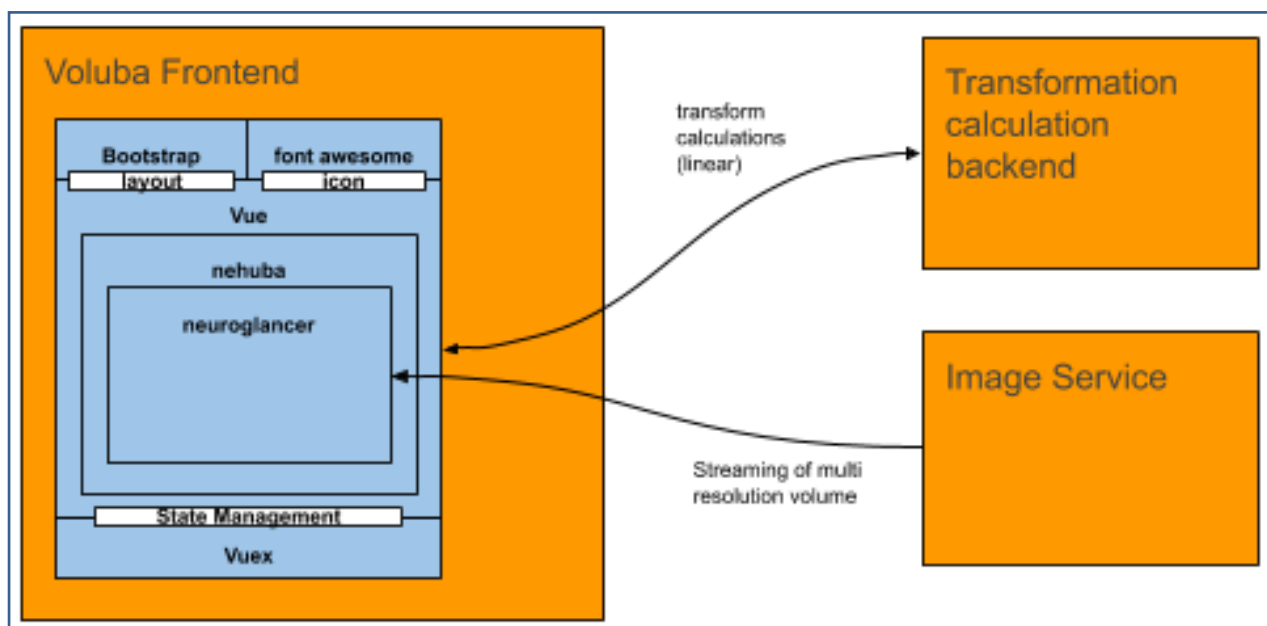 Voluba Frontend
Bootstrap
font awesome
layout
icon
Vue
nehuba
neuroglancer
State Management
Vuex
transform
calculations
(linear)
Streaming of multi
resolution volume
Transformation
calculation
backend
Image Service